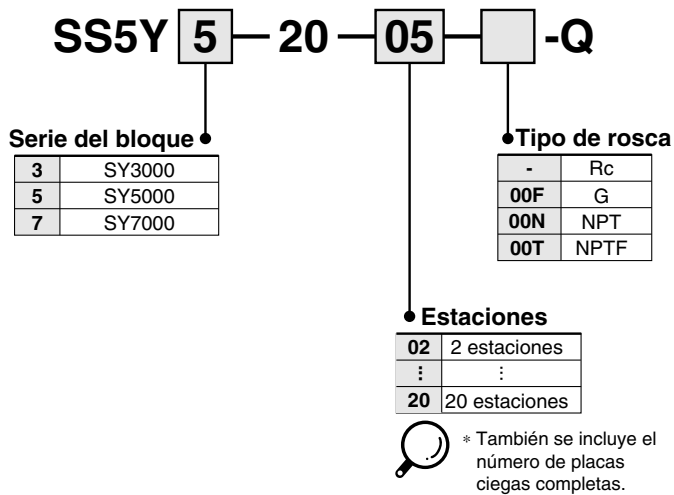 SS5Y 5 — 20 — 05 — -Q
Serie del bloque
3 SY3000
5 SY5000
7 SY7000
Tipo de rosca
- Rc
00F G
00N NPT
00T NPTF
Estaciones
02 2 estaciones
⋮ ⋮
20 20 estaciones
* También se incluye el
número de placas
ciegas completas.